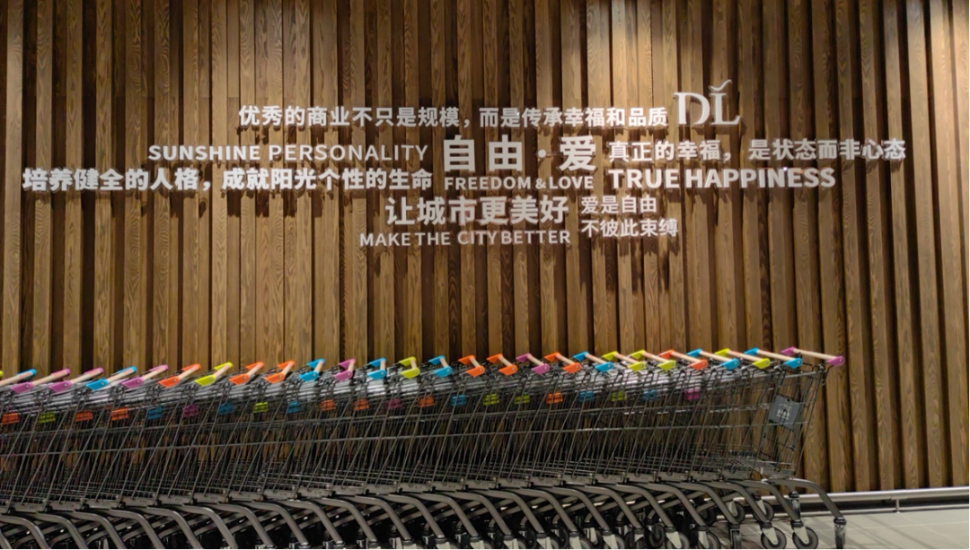 优秀的商业不只是规模，而是传承幸福和品质 DL
SUNSHINE PERSONALITY
培养健全的人格，成就阳光个性的生命
自由·爱
FREEDOM & LOVE
真正的幸福，是状态而非心态
TRUE HAPPINESS
让城市更美好
MAKE THE CITY BETTER
爱是自由
不彼此束缚